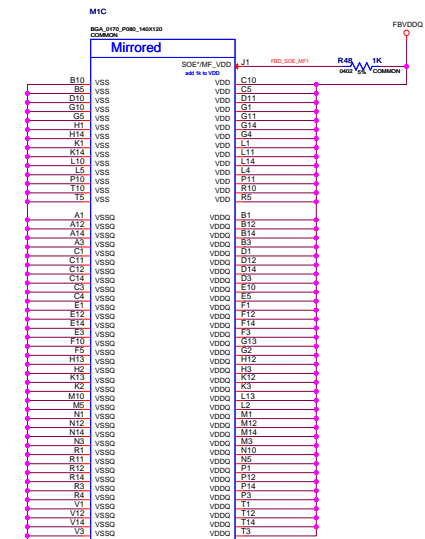 M1C
BGA_0170_P080_140X120
COMMON
FBVDDQ
Mirrored
SOE*/MF_VDD J1 FBD_SOE_MF1 R48 1K
add 1k to VDD 0402 5% COMMON
B10 VSS VDD C10
B5 VSS VDD C5
D10 VSS VDD D11
G10 VSS VDD G1
G5 VSS VDD G11
H1 VSS VDD G14
H14 VSS VDD G4
K1 VSS VDD L1
K14 VSS VDD L11
L10 VSS VDD L14
L5 VSS VDD L4
P10 VSS VDD P11
T10 VSS VDD R10
T5 VSS VDD R5
A1 VSSQ VDDQ B1
A12 VSSQ VDDQ B12
A14 VSSQ VDDQ B14
A3 VSSQ VDDQ B3
C1 VSSQ VDDQ D1
C11 VSSQ VDDQ D12
C12 VSSQ VDDQ D14
C14 VSSQ VDDQ D3
C3 VSSQ VDDQ E10
C4 VSSQ VDDQ E5
E1 VSSQ VDDQ F1
E12 VSSQ VDDQ F12
E14 VSSQ VDDQ F14
E3 VSSQ VDDQ F3
F10 VSSQ VDDQ G13
F5 VSSQ VDDQ G2
H13 VSSQ VDDQ H12
H2 VSSQ VDDQ H3
K13 VSSQ VDDQ K12
K2 VSSQ VDDQ K3
M10 VSSQ VDDQ L13
M5 VSSQ VDDQ L2
N1 VSSQ VDDQ M1
N12 VSSQ VDDQ M12
N14 VSSQ VDDQ M14
N3 VSSQ VDDQ M3
R1 VSSQ VDDQ N10
R11 VSSQ VDDQ N5
R12 VSSQ VDDQ P1
R14 VSSQ VDDQ P12
R3 VSSQ VDDQ P14
R4 VSSQ VDDQ P3
V1 VSSQ VDDQ T1
V12 VSSQ VDDQ T12
V14 VSSQ VDDQ T14
V3 VSSQ VDDQ T3